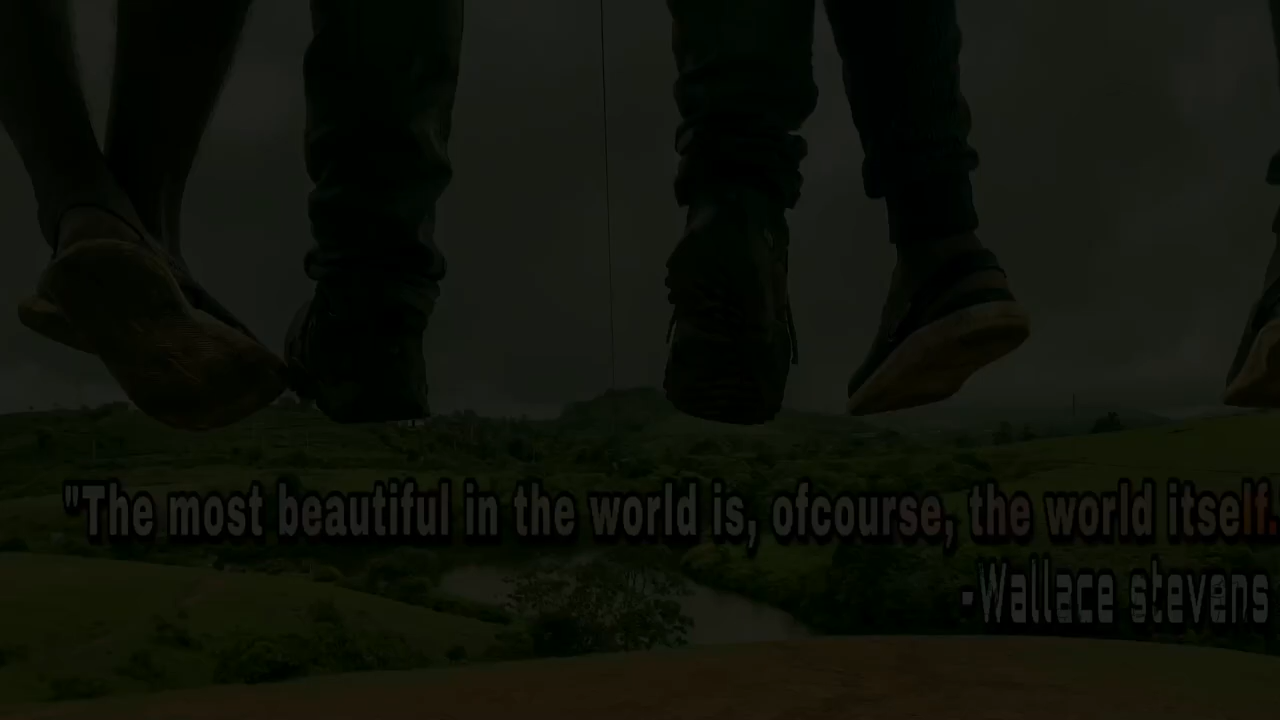 "The most beautiful in the world is, ofcourse, the world itself.
-Wallace stevens